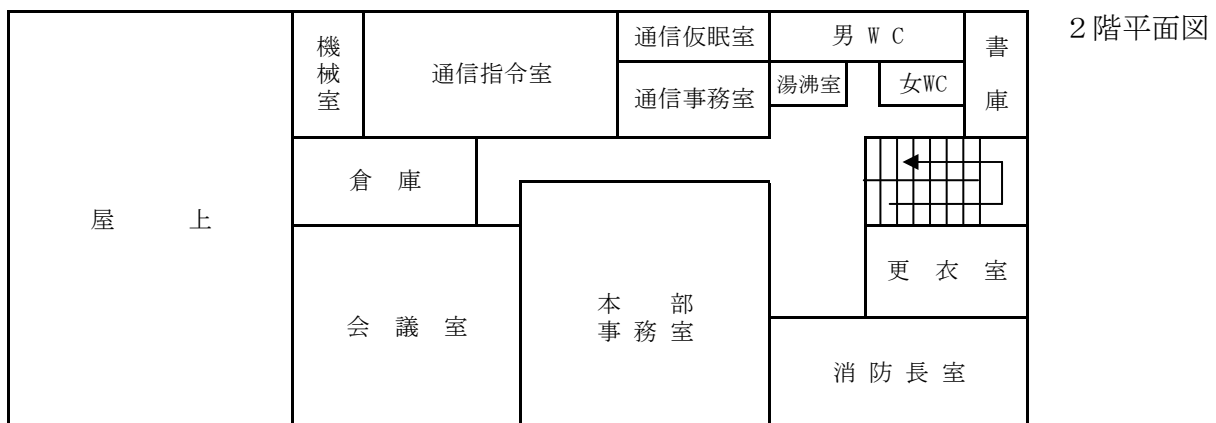 ２階平面図
機械室
通信指令室
通信仮眠室
男 W C
書庫
通信事務室
湯沸室
女WC
倉 庫
屋 上
更 衣 室
会 議 室
本 部
事 務 室
消 防 長 室